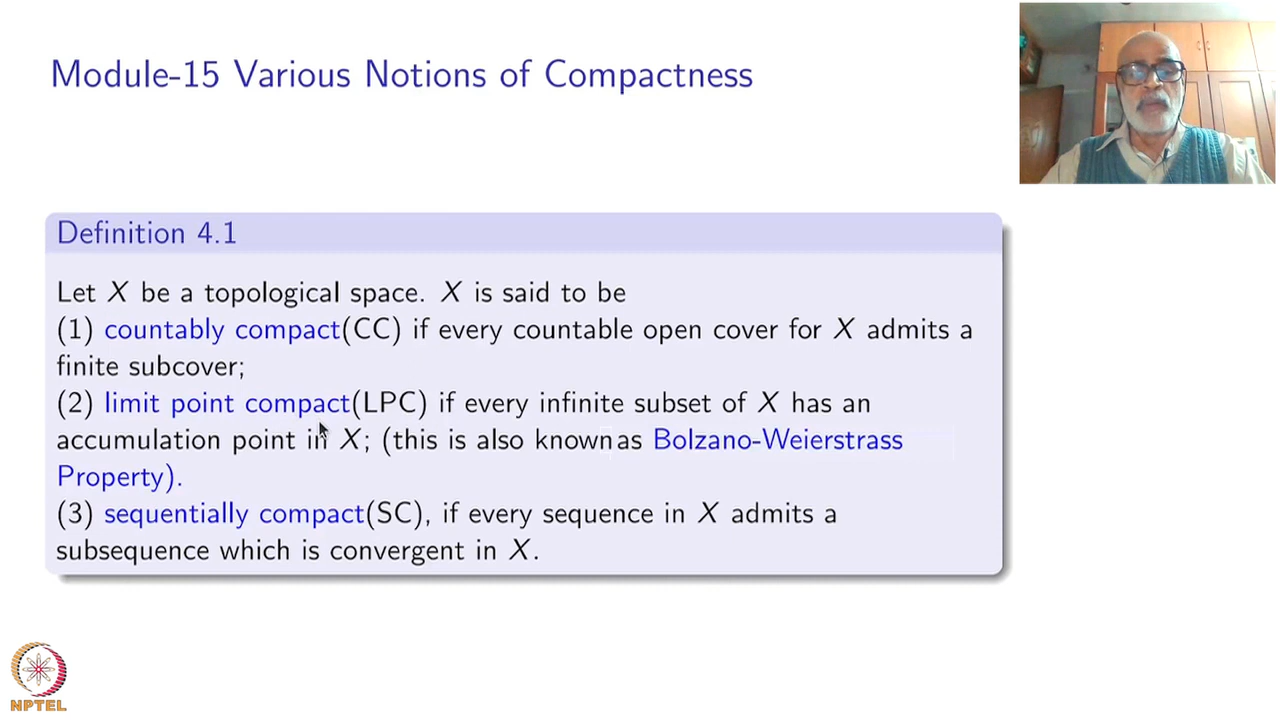 Module-15 Various Notions of Compactness
Definition 4.1
Let X be a topological space. X is said to be
(1) countably compact(CC) if every countable open cover for X admits a
finite subcover;
(2) limit point compact(LPC) if every infinite subset of X has an
accumulation point in X; (this is also known as Bolzano-Weierstrass
Property).
(3) sequentially compact(SC), if every sequence in X admits a
subsequence which is convergent in X.
NPTEL